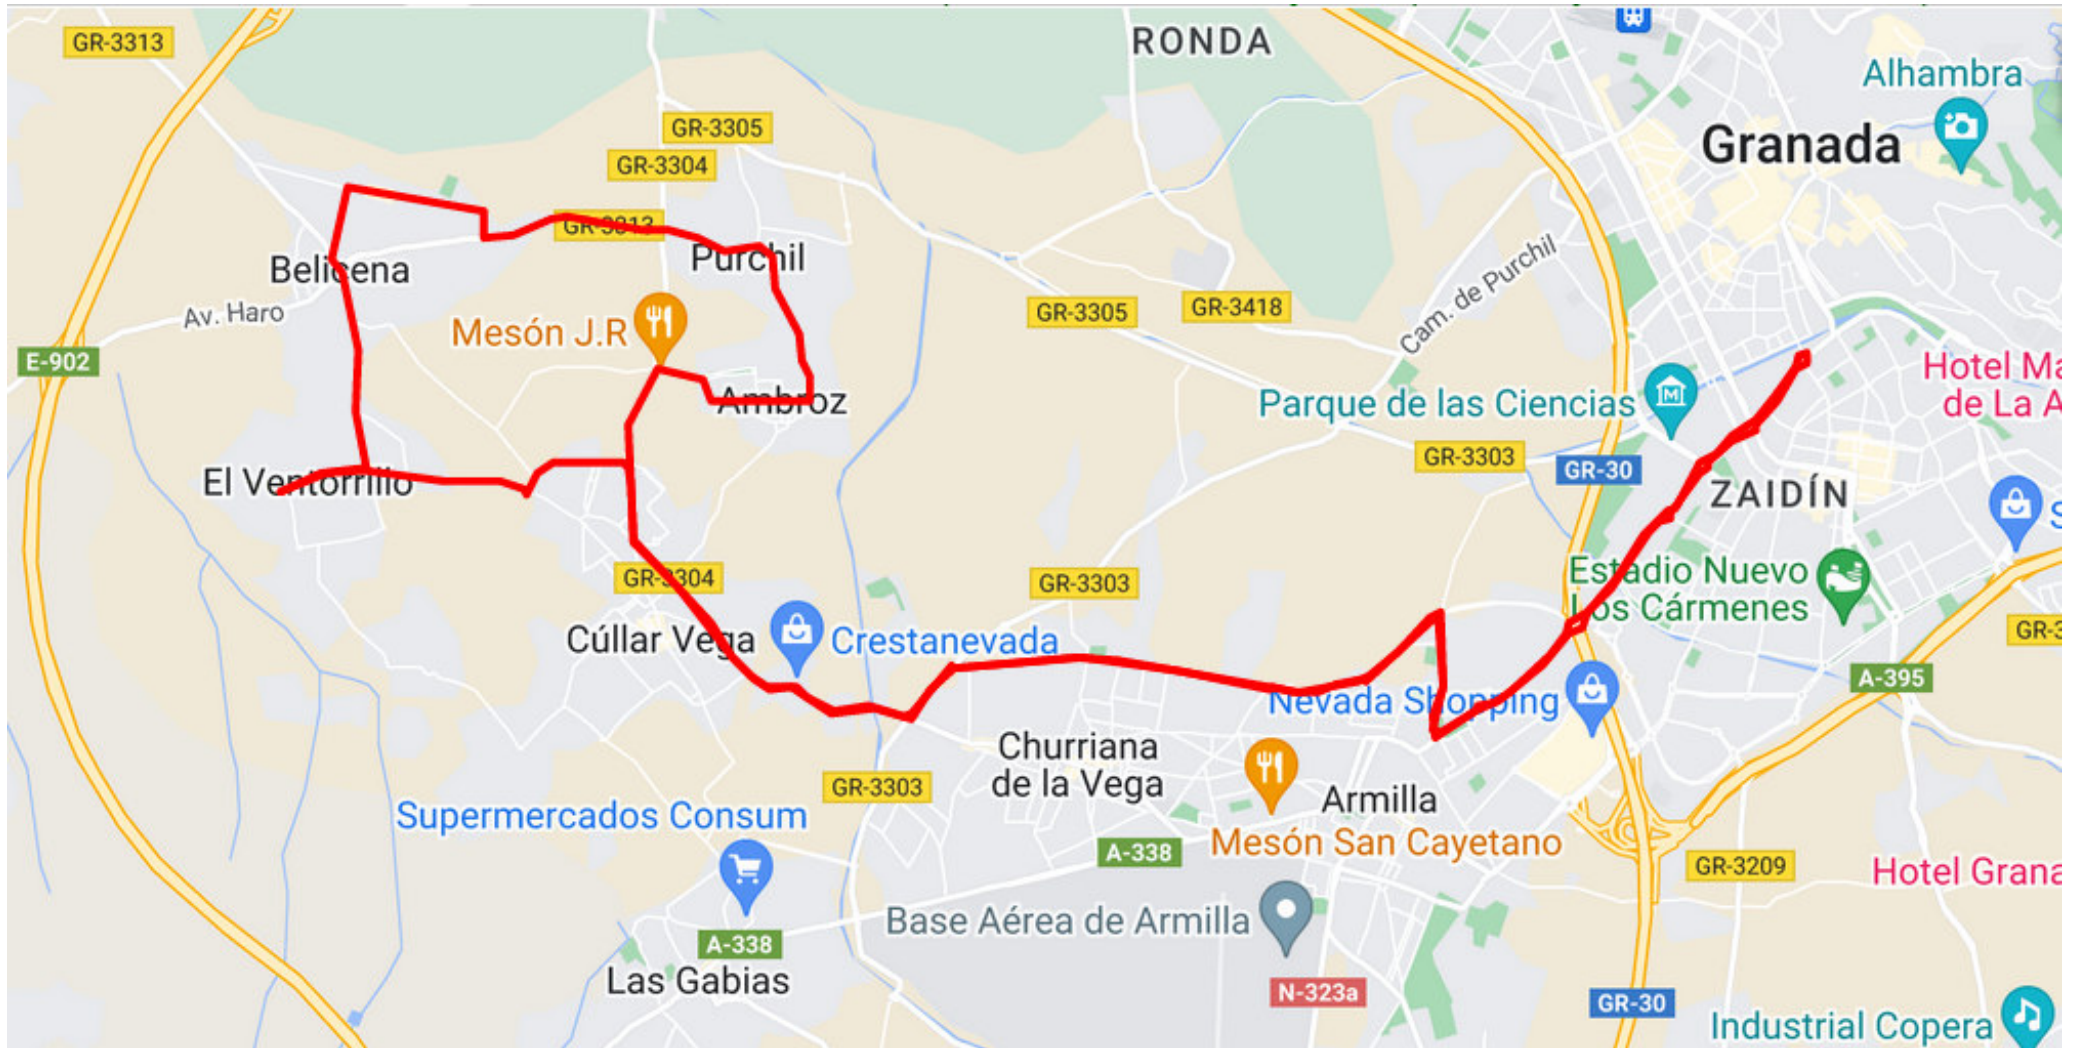 GR-3313
RONDA
Alhambra
GR-3305
Granada
GR-3304
GR-3313
Purchil
Belicena
Cam. de Purchil
Av. Haro
GR-3305
GR-3418
Mesón J.R
E-902
Hotel Ma
de La A
Ambroz
Parque de las Ciencias
GR-3303
GR-30
El Ventorrillo
ZAIDÍN
S
GR-3304
GR-3303
Estadio Nuevo
Los Cármenes
GR-3
Cúllar Vega
Crestanevada
A-395
Nevada Shopping
Churriana
de la Vega
GR-3303
Armilla
Supermercados Consum
Mesón San Cayetano
A-338
GR-3209
Hotel Grana
Base Aérea de Armilla
A-338
Las Gabias
N-323a
GR-30
Industrial Copera